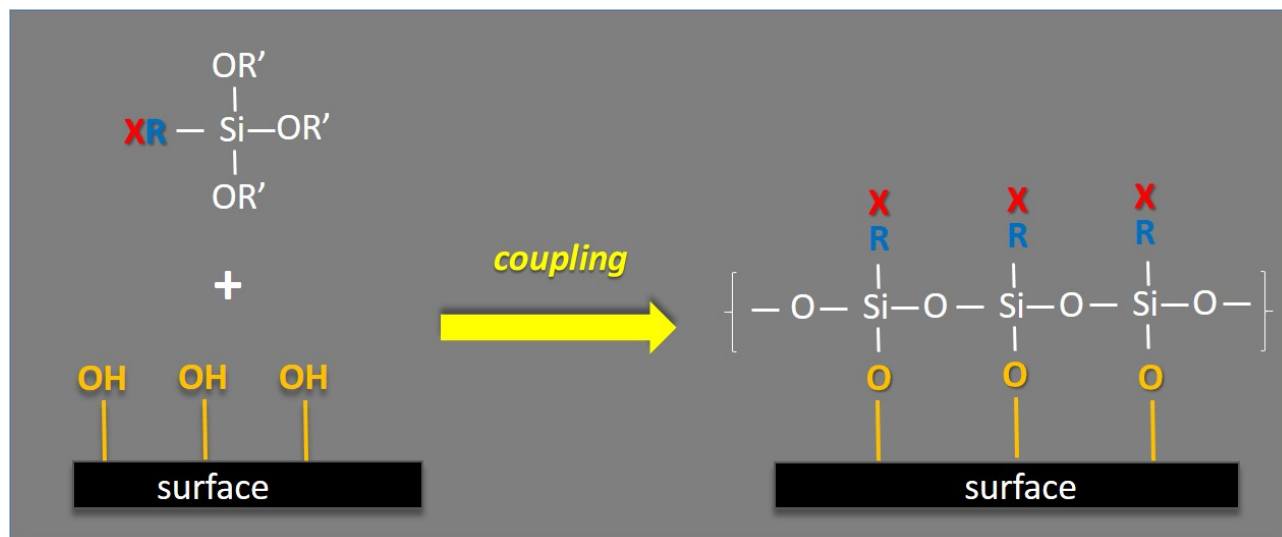 OR’
XR — Si — OR’
OR’
+
OH OH OH
surface
coupling
X X X
R R R
— O — Si — O — Si — O — Si — O —
O O O
surface